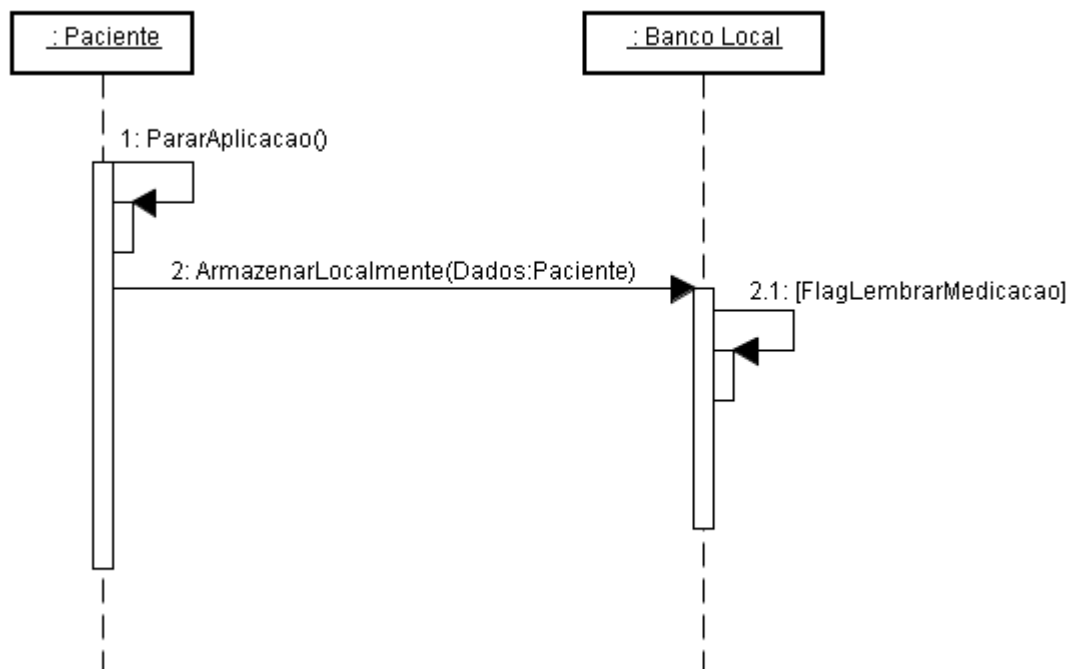 : Paciente
: Banco Local
1: PararAplicacao()
2: ArmazenarLocalmente(Dados:Paciente)
2.1: [FlagLembrarMedicacao]